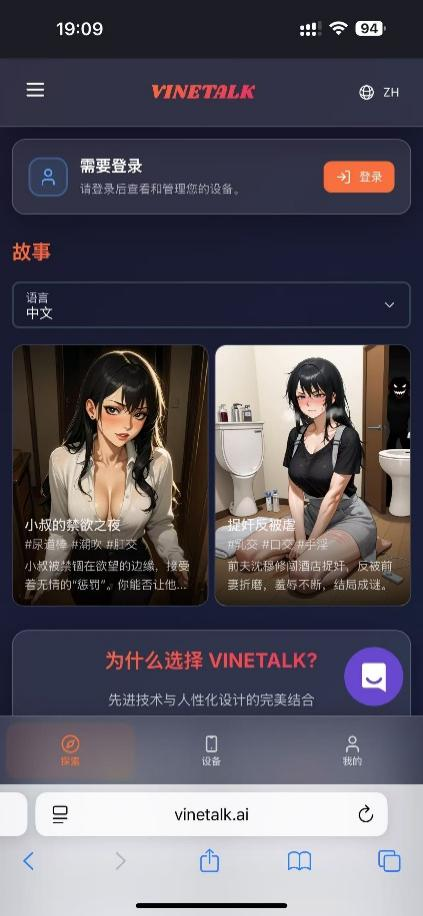 19:09
94
VINETALK
ZH
需要登录
请登录后查看和管理您的设备。
登录
故事
语言
中文
小叔的禁欲之夜
#尿道棒 #潮吹 #肛交
小叔被禁锢在欲望的边缘，接受
着无情的“惩罚”。你能否让他...
捉奸反被虐
#乳交 #口交 #手淫
前夫沈穆修闯酒店捉奸，反被前
妻折磨，羞辱不断，结局成谜。
为什么选择 VINETALK?
先进技术与人性化设计的完美结合
探索
设备
我的
vinetalk.ai